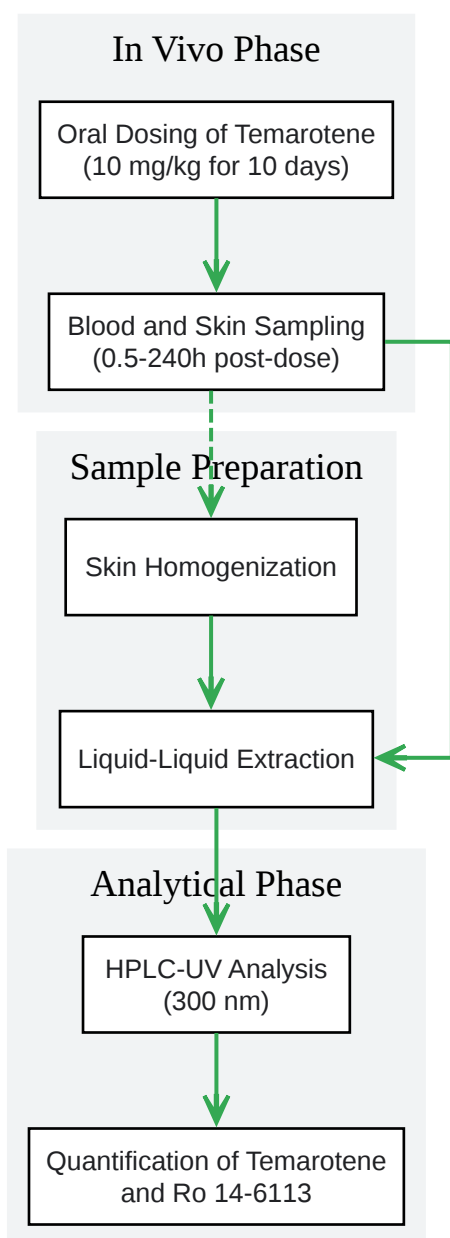 In Vivo Phase
Oral Dosing of Temarotene
(10 mg/kg for 10 days)
Blood and Skin Sampling
(0.5-240h post-dose)
Sample Preparation
Skin Homogenization
Liquid-Liquid Extraction
Analytical Phase
HPLC-UV Analysis
(300 nm)
Quantification of Temarotene
and Ro 14-6113